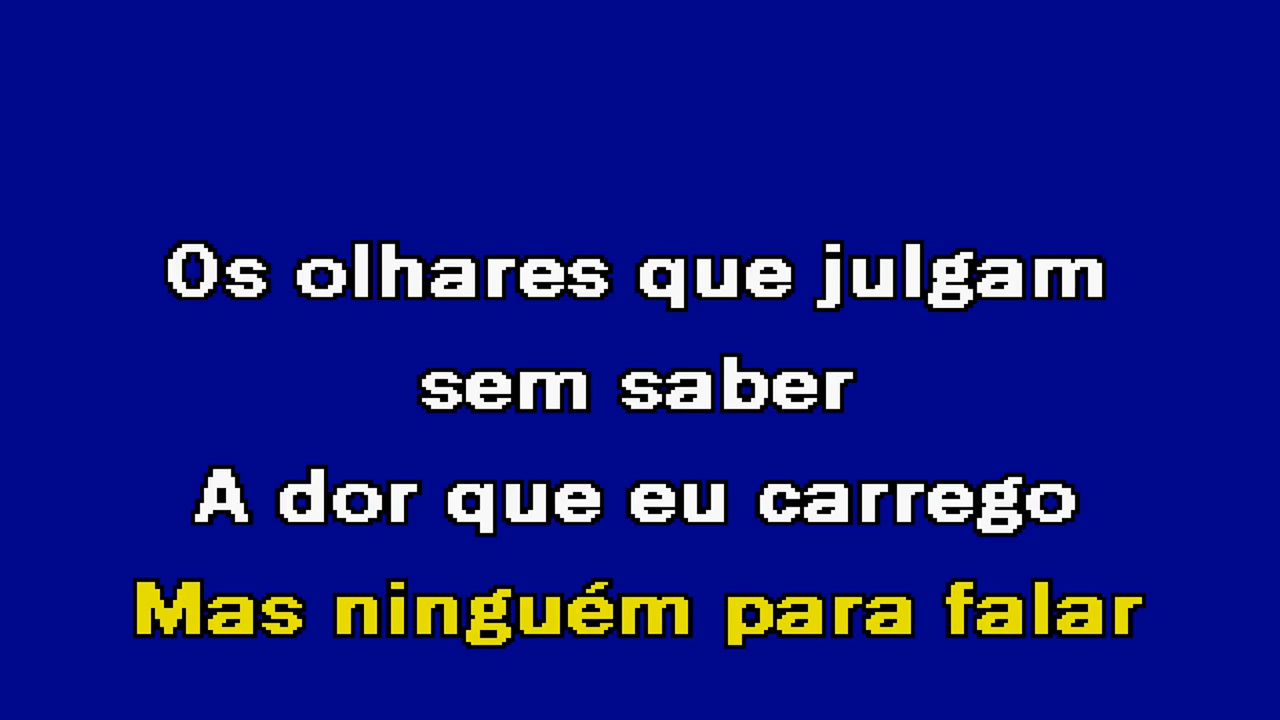 Os olhares que julgam
sem saber
A dor que eu carrego
Mas ninguém para falar